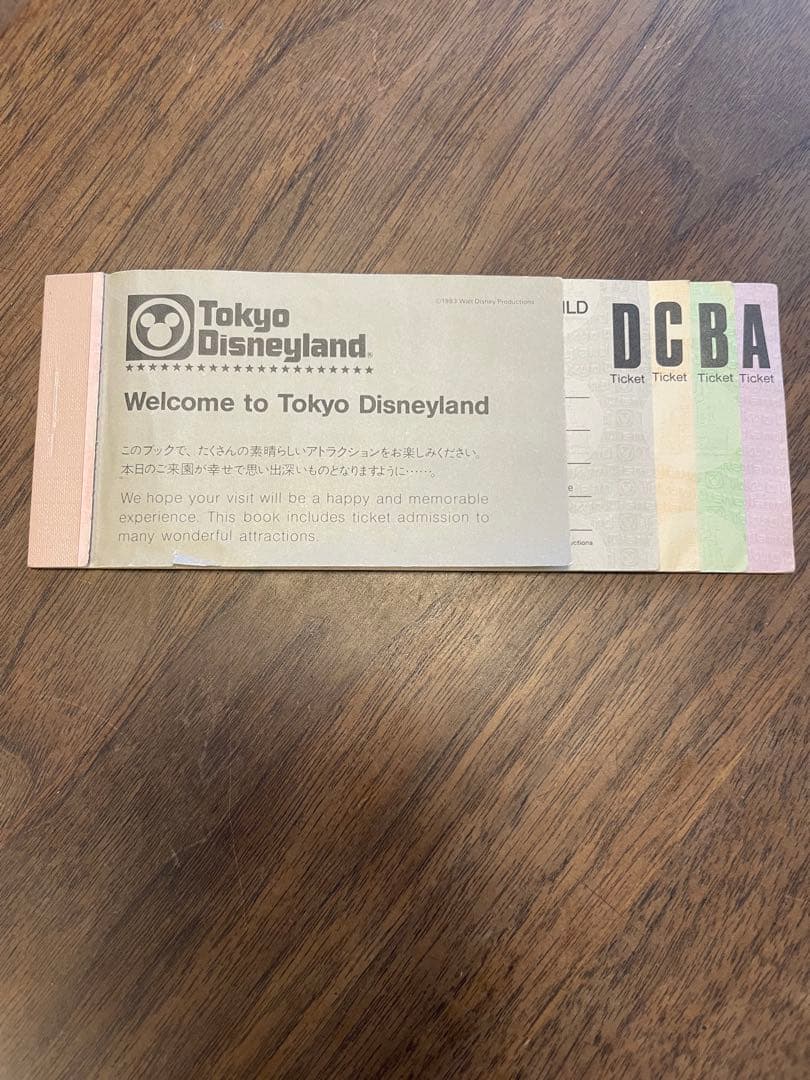 Tokyo
Disneyland®
©1983 Walt Disney Productions
Welcome to Tokyo Disneyland
このブックで、たくさんの素晴らしいアトラクションをお楽しみください。
本日のご来園が幸せで思い出深いものとなりますように……。
We hope your visit will be a happy and memorable
experience. This book includes ticket admission to
many wonderful attractions.
ILD
D
Ticket
C
Ticket
B
Ticket
A
Ticket
e
uctions